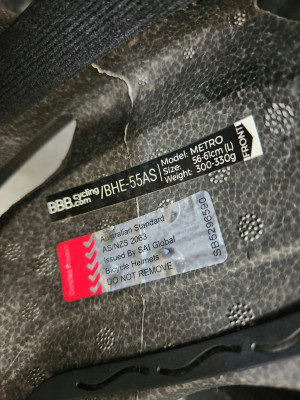 BBB cycling .com /BHE-55AS
Model: METRO
Size: 56-61cm (L)
Weight: 300-330g
FRONT
Australian Standard
AS/NZS 2063
Issued By SAI Global
Bicycle Helmets
DO NOT REMOVE
SB5296590